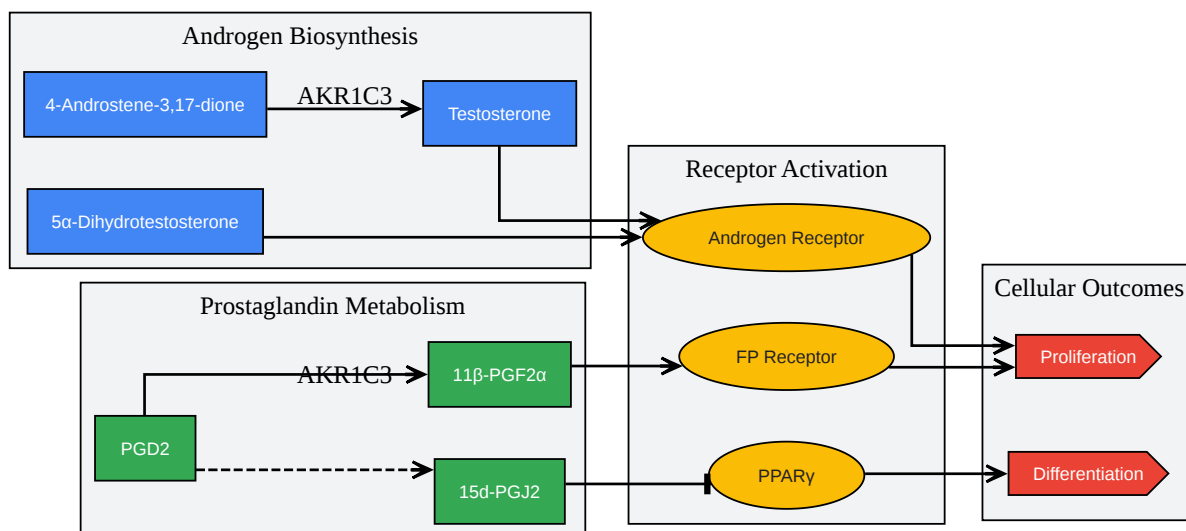 Androgen Biosynthesis
4-Androstene-3,17-dione
AKR1C3
Testosterone
5α-Dihydrotestosterone
Receptor Activation
Androgen Receptor
FP Receptor
PPARγ
Prostaglandin Metabolism
AKR1C3
11β-PGF2α
PGD2
15d-PGJ2
Cellular Outcomes
Proliferation
Differentiation